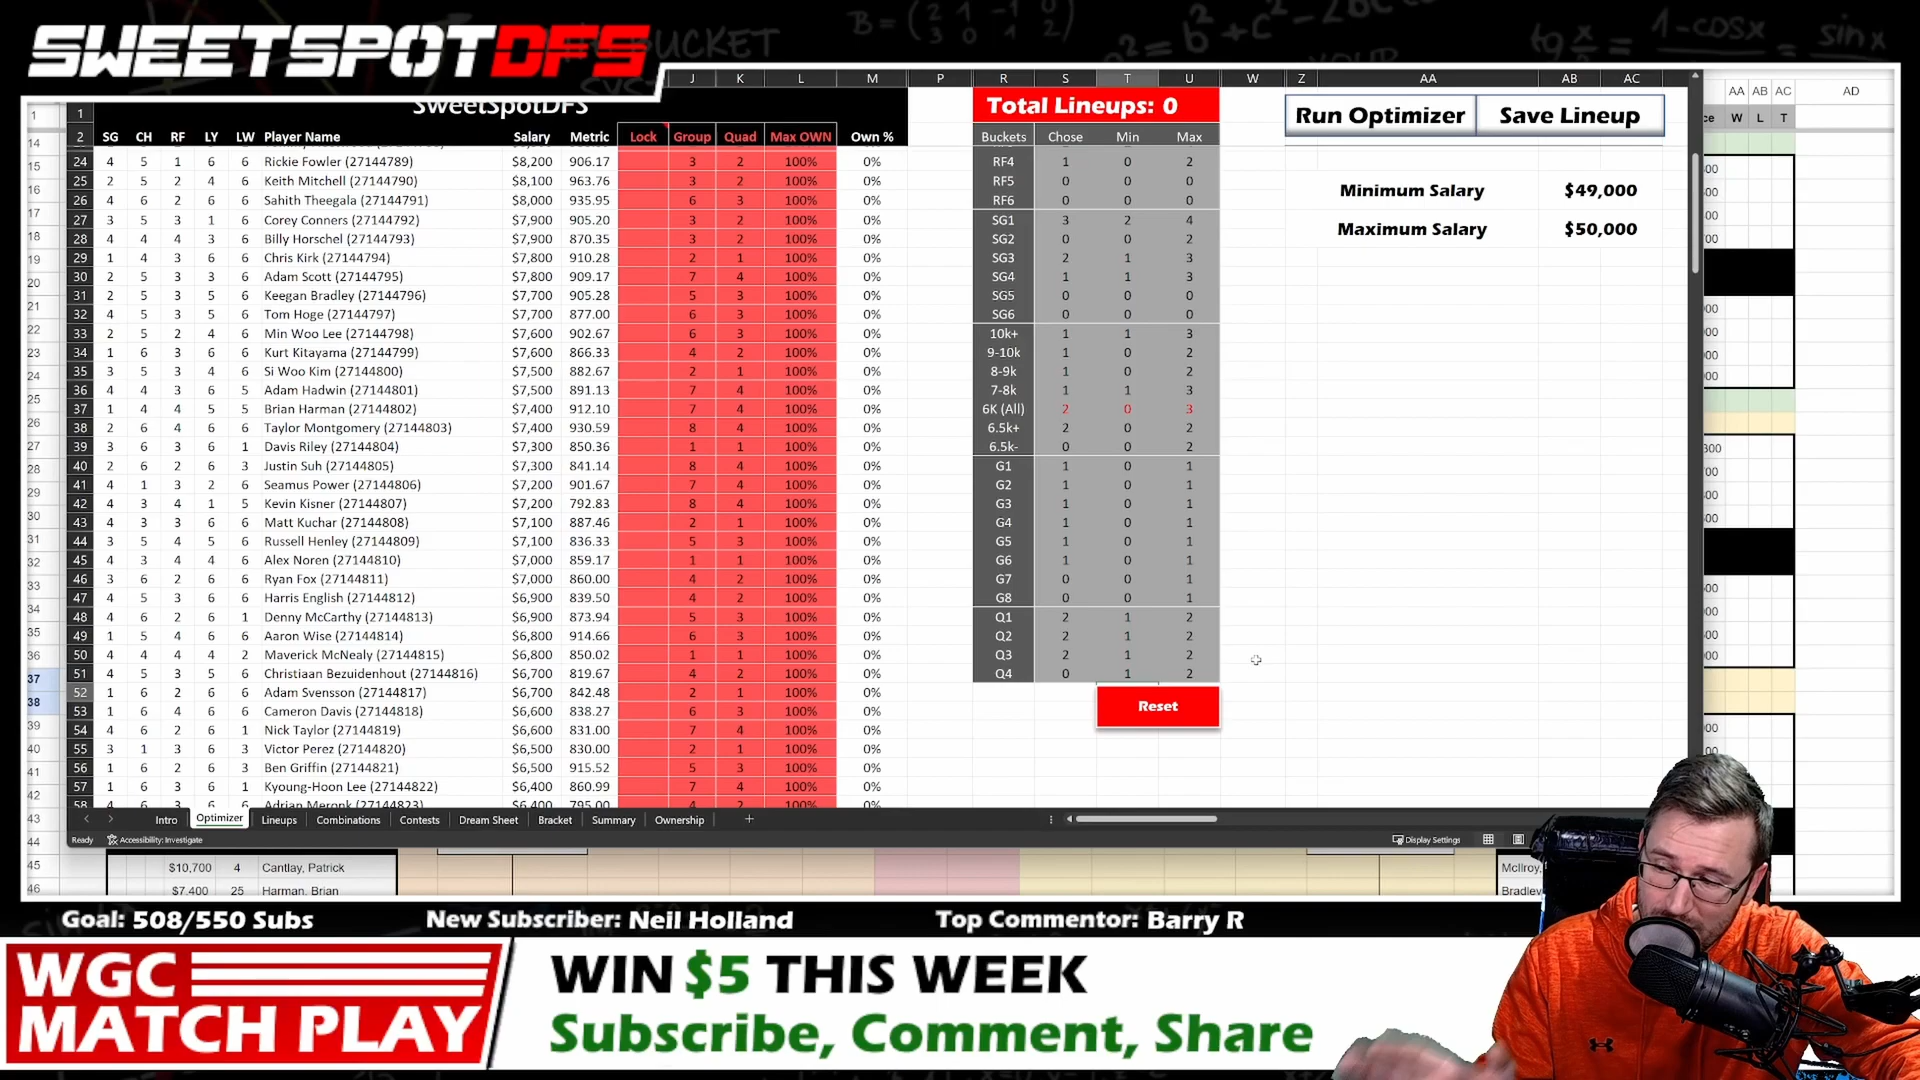 SWEETSPOTDFS
BUCKET
SweetSpotDFS
J K L M P R S T U W Z AA AB AC
AA AB AC AD
Total Lineups: 0
Run Optimizer Save Lineup
SG CH RF LY LW Player Name Salary Metric Lock Group Quad Max OWN Own %
Buckets Chose Min Max
W L T
24 4 5 1 6 6 Rickie Fowler (27144789) $8,200 906.17 3 2 100% 0% RF4 1 0 2
25 2 5 2 4 6 Keith Mitchell (27144790) $8,100 963.76 3 2 100% 0% RF5 0 0 0
Minimum Salary $49,000
26 4 6 2 6 6 Sahith Theegala (27144791) $8,000 935.95 6 3 100% 0% RF6 0 0 0
27 3 5 3 1 6 Corey Conners (27144792) $7,900 905.20 3 2 100% 0% SG1 3 2 4
Maximum Salary $50,000
28 4 4 4 3 6 Billy Horschel (27144793) $7,900 870.35 3 2 100% 0% SG2 0 0 2
29 1 4 3 6 6 Chris Kirk (27144794) $7,800 910.28 2 1 100% 0% SG3 2 1 3
30 2 5 3 3 6 Adam Scott (27144795) $7,800 909.17 7 4 100% 0% SG4 1 1 3
31 2 5 3 5 6 Keegan Bradley (27144796) $7,700 905.28 5 3 100% 0% SG5 0 0 0
32 4 5 3 5 6 Tom Hoge (27144797) $7,700 877.00 6 3 100% 0% SG6 0 0 0
33 2 5 2 4 6 Min Woo Lee (27144798) $7,600 902.67 6 3 100% 0% 10k+ 1 1 3
34 1 6 3 6 6 Kurt Kitayama (27144799) $7,600 866.33 4 2 100% 0% 9-10k 1 0 2
35 3 5 3 4 6 Si Woo Kim (27144800) $7,500 882.67 2 1 100% 0% 8-9k 1 0 2
36 4 4 3 6 5 Adam Hadwin (27144801) $7,500 891.13 7 4 100% 0% 7-8k 1 1 3
37 1 4 4 5 5 Brian Harman (27144802) $7,400 912.10 7 4 100% 0% 6K (All) 2 0 3
38 2 6 4 6 6 Taylor Montgomery (27144803) $7,400 930.59 8 4 100% 0% 6.5k+ 2 0 2
39 3 6 3 6 1 Davis Riley (27144804) $7,300 850.36 1 1 100% 0% 6.5k- 0 0 2
40 2 6 2 6 3 Justin Suh (27144805) $7,300 841.14 8 4 100% 0% G1 1 0 1
41 4 1 3 2 6 Seamus Power (27144806) $7,200 901.67 7 4 100% 0% G2 1 0 1
42 4 3 4 1 5 Kevin Kisner (27144807) $7,200 792.83 8 4 100% 0% G3 1 0 1
43 4 3 3 6 6 Matt Kuchar (27144808) $7,100 887.46 2 1 100% 0% G4 1 0 1
44 3 5 4 5 6 Russell Henley (27144809) $7,100 836.33 5 3 100% 0% G5 1 0 1
45 4 3 4 4 6 Alex Noren (27144810) $7,000 859.17 1 1 100% 0% G6 1 0 1
46 3 6 2 6 6 Ryan Fox (27144811) $7,000 860.00 4 2 100% 0% G7 0 0 1
47 4 5 3 6 6 Harris English (27144812) $6,900 839.50 4 2 100% 0% G8 0 0 1
48 4 6 2 6 1 Denny McCarthy (27144813) $6,900 873.94 5 3 100% 0% Q1 2 1 2
49 1 5 4 6 6 Aaron Wise (27144814) $6,800 914.66 6 3 100% 0% Q2 2 1 2
50 4 4 4 4 2 Maverick McNealy (27144815) $6,800 850.02 1 1 100% 0% Q3 2 1 2
51 4 5 3 5 6 Christiaan Bezuidenhout (27144816) $6,700 819.67 4 2 100% 0% Q4 0 1 2
52 1 6 2 6 6 Adam Svensson (27144817) $6,700 842.48 2 1 100% 0%
Reset
53 1 6 4 6 6 Cameron Davis (27144818) $6,600 838.27 6 3 100% 0%
54 4 6 2 6 1 Nick Taylor (27144819) $6,600 831.00 7 4 100% 0%
55 3 1 3 6 3 Victor Perez (27144820) $6,500 830.00 2 1 100% 0%
56 1 6 2 6 3 Ben Griffin (27144821) $6,500 915.52 5 3 100% 0%
57 1 6 3 6 1 Kyoung-Hoon Lee (27144822) $6,400 860.99 7 4 100% 0%
58 4 6 3 6 6 Adrian Meronk (27144823) $6,400 795.00 4 2 100% 0%
Intro Optimizer Lineups Combinations Contests Dream Sheet Bracket Summary Ownership +
Ready Accessibility: Investigate Display Settings
45 $10,700 4 Cantlay, Patrick McIlroy,
46 $7,400 25 Harman, Brian Bradley
Goal: 508/550 Subs New Subscriber: Neil Holland Top Commentor: Barry R
WGC
MATCH PLAY
WIN $5 THIS WEEK
Subscribe, Comment, Share